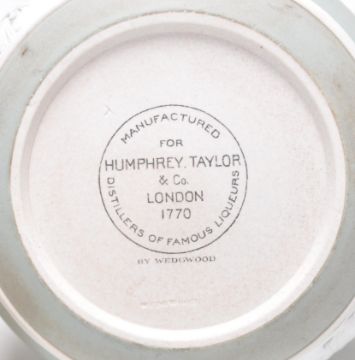 MANUFACTURED
FOR
HUMPHREY, TAYLOR
& Co.
LONDON
1770
DISTILLERS OF FAMOUS LIQUEURS
BY WEDGWOOD